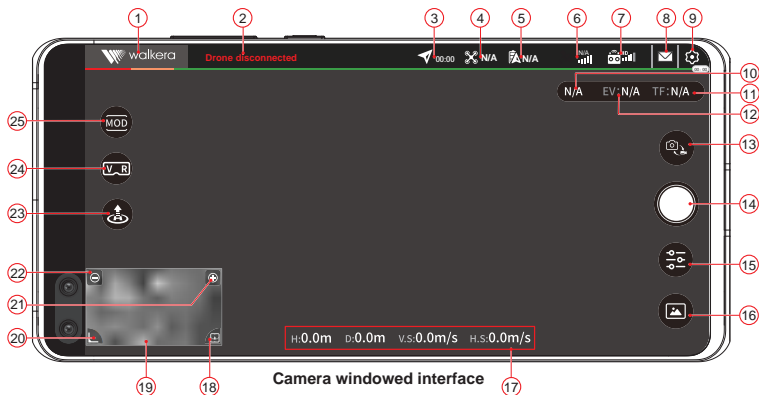 1 2 3 4 5 6 7 8 9
walkera Drone disconnected 00:00 N/A N/A N/A HD
N/A EV:N/A TF:N/A
10
11
12
25 MOD
13
24 V R
14
23
22
15
21
16
20
H:0.0m D:0.0m V.S:0.0m/s H.S:0.0m/s
19 18 17
Camera windowed interface